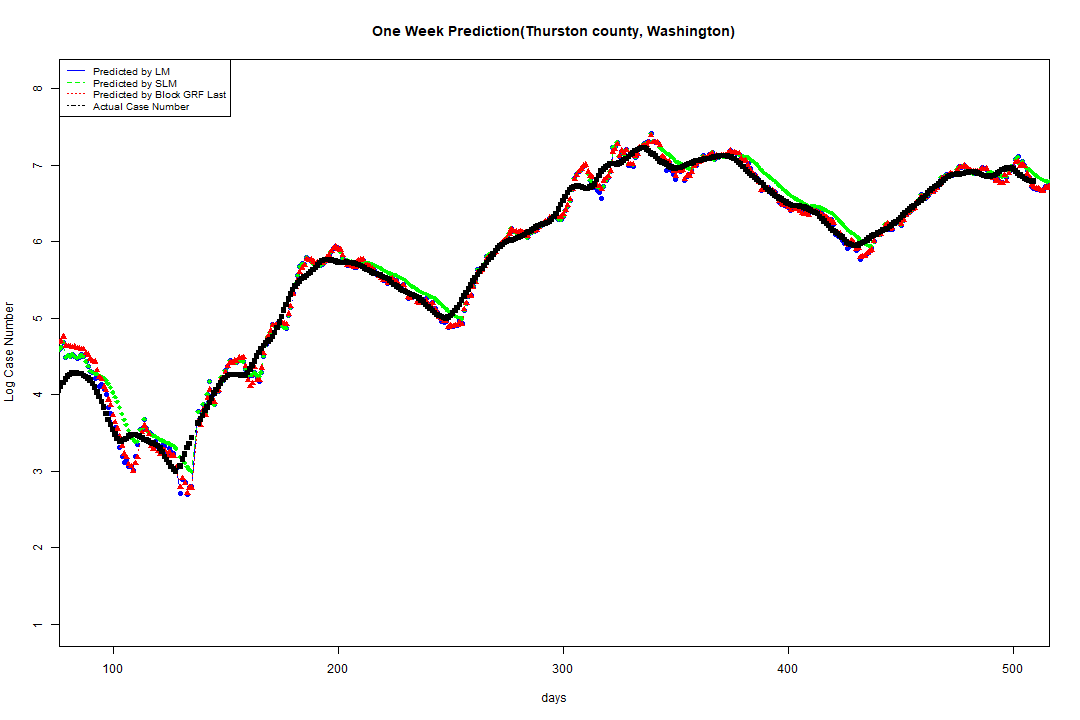 One Week Prediction(Thurston county, Washington)
Predicted by LM
Predicted by SLM
Predicted by Block GRF Last
Actual Case Number
8
7
6
5
4
3
2
1
Log Case Number
100 200 300 400 500
days